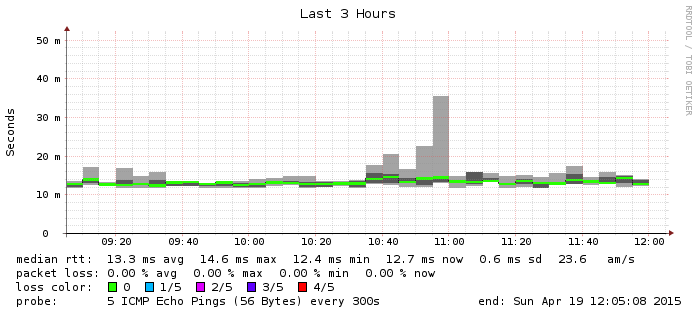 Last 3 Hours
RRDTOOL / TOBI OETIKER
Seconds
50 m
40 m
30 m
20 m
10 m
0
09:20 09:40 10:00 10:20 10:40 11:00 11:20 11:40 12:00
median rtt: 13.3 ms avg 14.6 ms max 12.4 ms min 12.7 ms now 0.6 ms sd 23.6 am/s
packet loss: 0.00 % avg 0.00 % max 0.00 % min 0.00 % now
loss color: 0 1/5 2/5 3/5 4/5
probe: 5 ICMP Echo Pings (56 Bytes) every 300s end: Sun Apr 19 12:05:08 2015